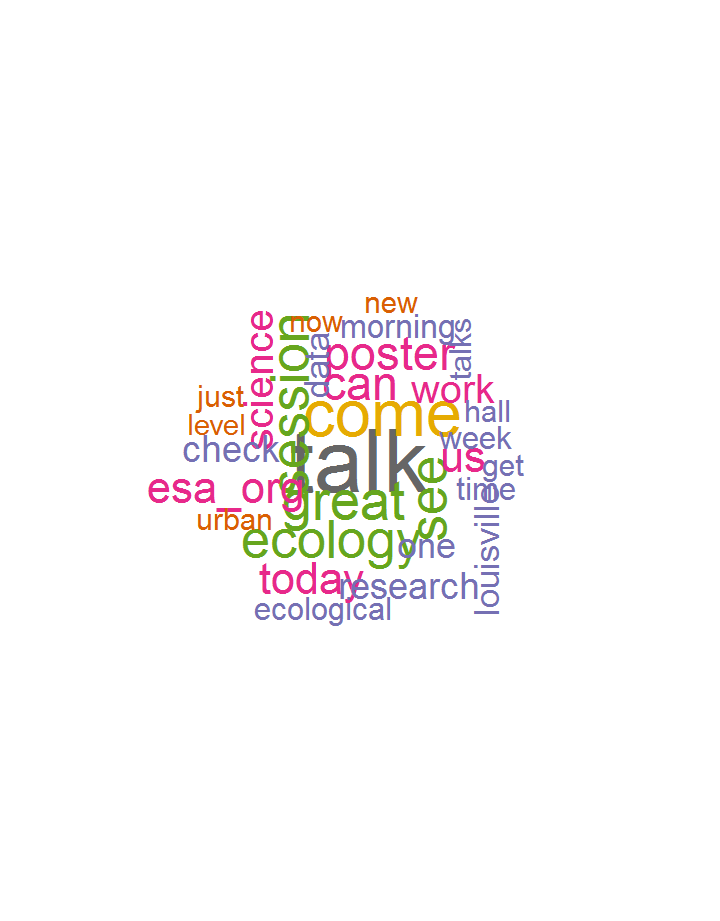 new
now
morning
science
session
data
poster
talks
can
work
just
come
hall
level
week
check
talk
us
get
see
esa_org
great
time
urban
ecology
one
louisville
today
research
ecological